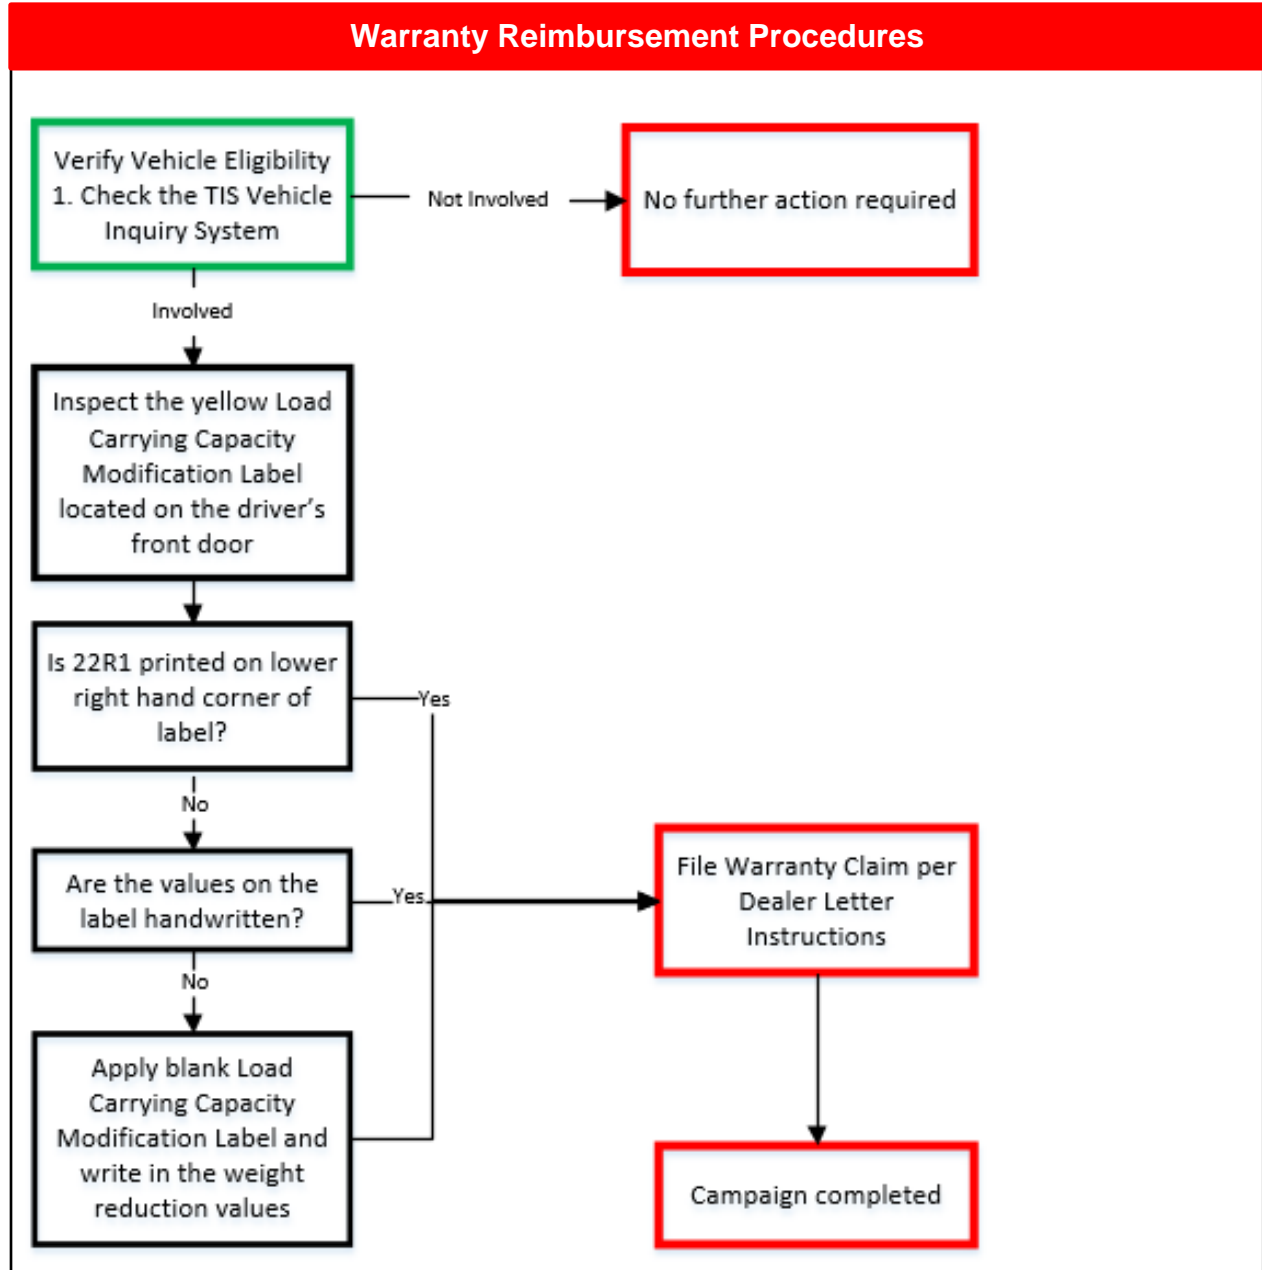 Warranty Reimbursement Procedures
Verify Vehicle Eligibility
1. Check the TIS Vehicle
Inquiry System
Not Involved
No further action required
Involved
Inspect the yellow Load
Carrying Capacity
Modification Label
located on the driver’s
front door
Is 22R1 printed on lower
right hand corner of
label?
Yes
No
Are the values on the
label handwritten?
Yes
File Warranty Claim per
Dealer Letter
Instructions
No
Apply blank Load
Carrying Capacity
Modification Label and
write in the weight
reduction values
Campaign completed